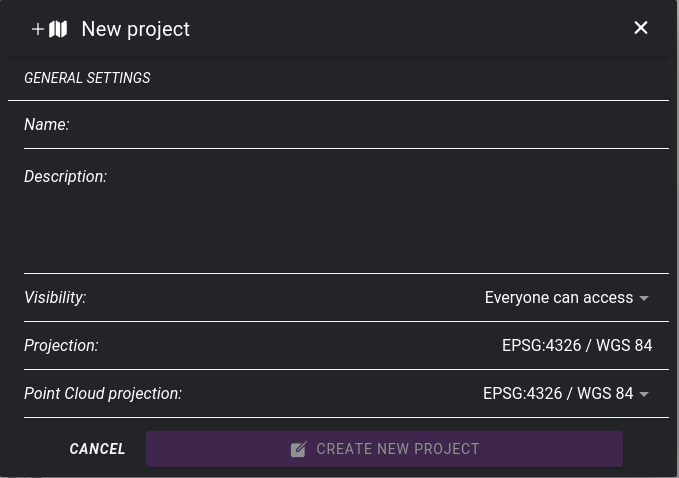 New project
GENERAL SETTINGS
Name:
Description:
Visibility: Everyone can access
Projection: EPSG:4326 / WGS 84
Point Cloud projection: EPSG:4326 / WGS 84
CANCEL CREATE NEW PROJECT